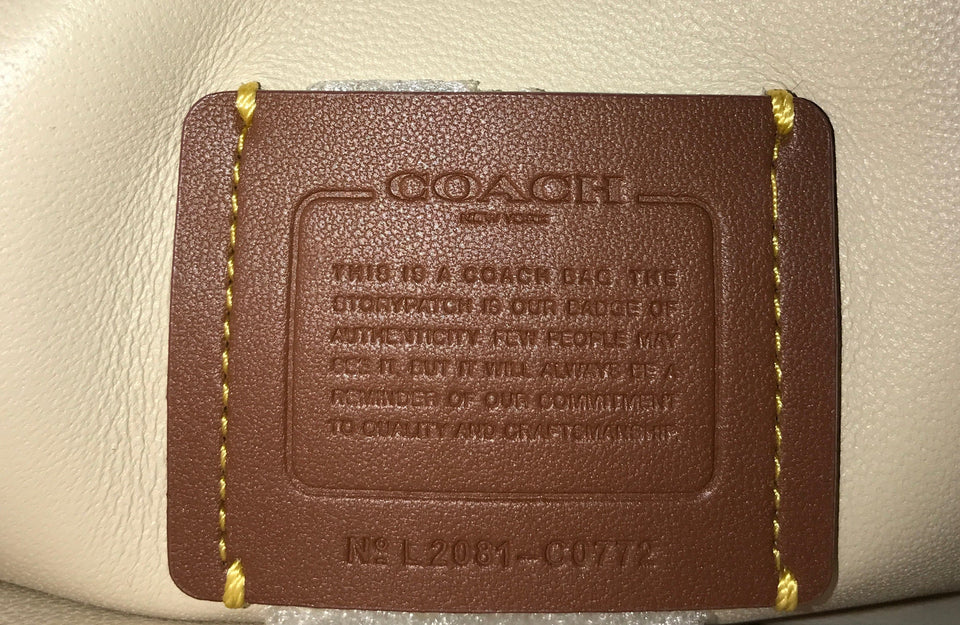 COACH
NEW YORK
THIS IS A COACH BAG. THE
STORYPATCH IS OUR BADGE OF
AUTHENTICITY. FEW PEOPLE MAY
SEE IT, BUT IT WILL ALWAYS BE A
REMINDER OF OUR COMMITMENT
TO QUALITY AND CRAFTSMANSHIP.
Nº L2081-C0772